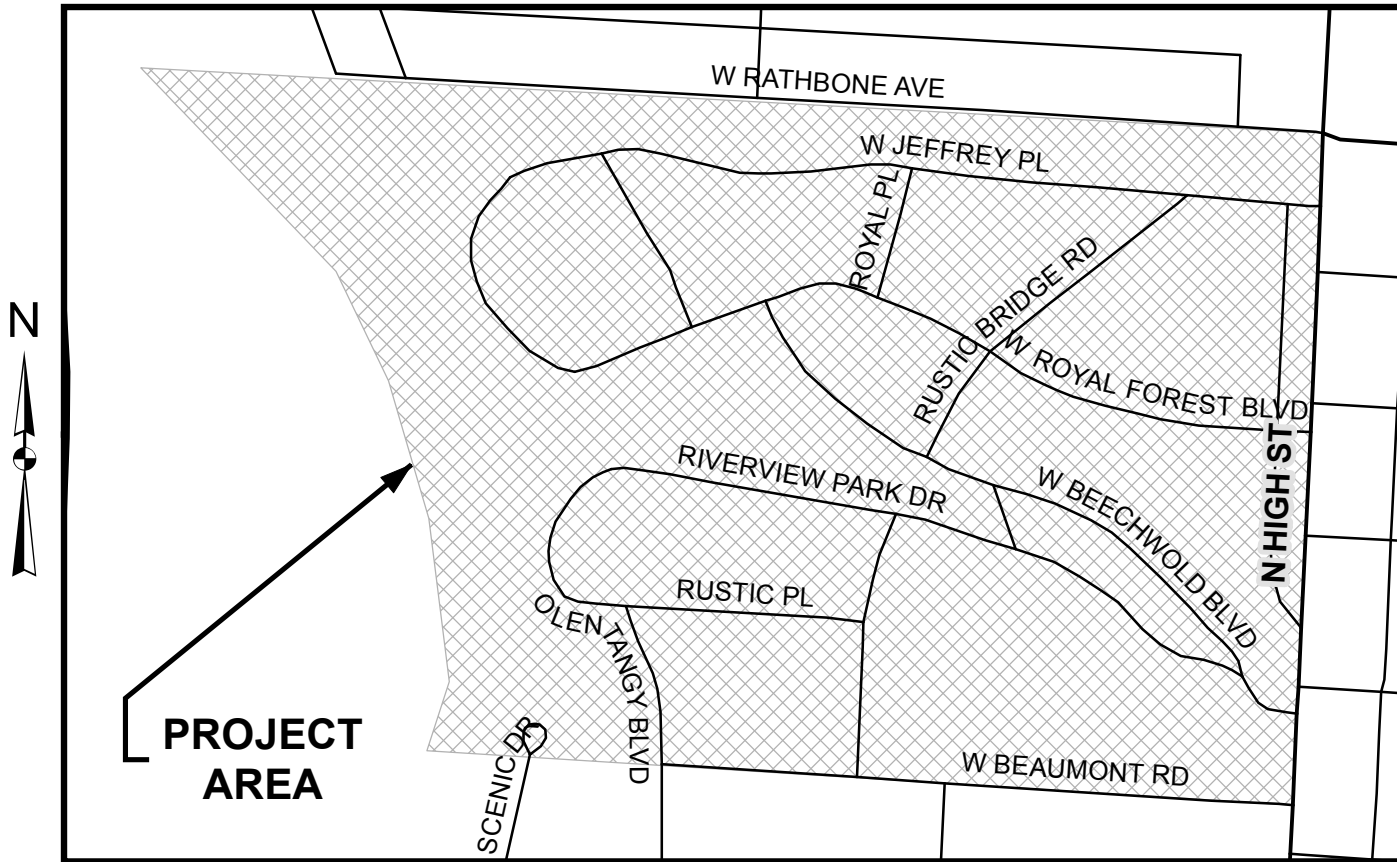 W RATHBONE AVE
W JEFFREY PL
ROYAL PL
RUSTIC BRIDGE RD
N
W ROYAL FOREST BLVD
N HIGH ST
RIVERVIEW PARK DR
W BEECHWOLD BLVD
RUSTIC PL
OLENTANGY BLVD
PROJECT
AREA
SCENIC DR
W BEAUMONT RD